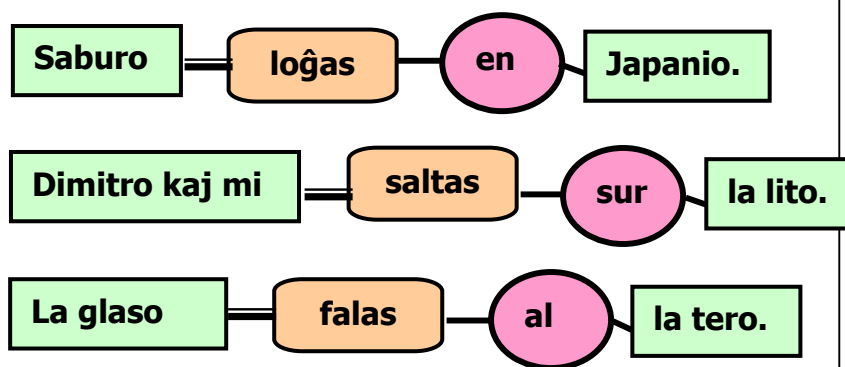 Saburo loĝas en Japanio.
Dimitro kaj mi saltas sur la lito.
La glaso falas al la tero.